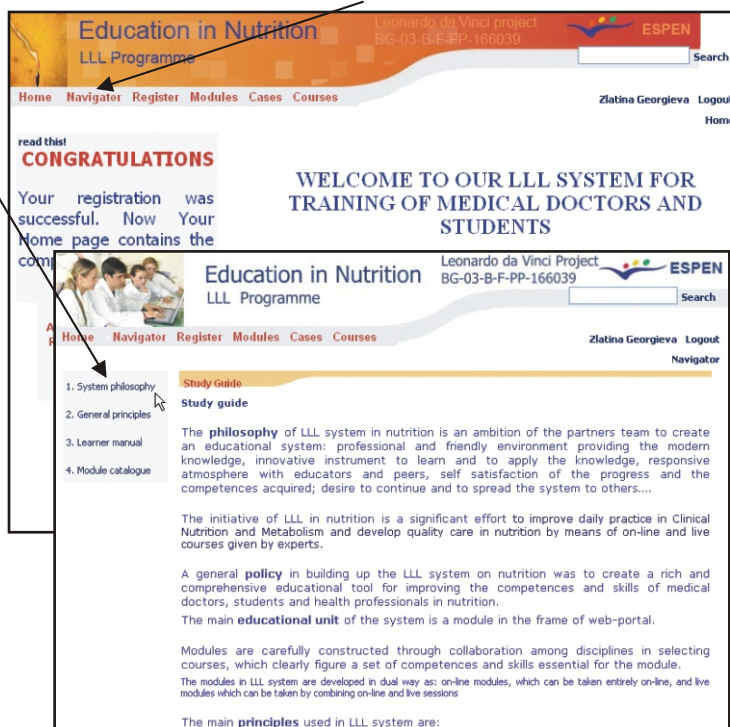 Education in Nutrition
LLL Programme
Leonardo da Vinci project
BG-03-B-F-PP-166039
ESPEN
Search
Home Navigator Register Modules Cases Courses
Zlatina Georgieva Logout
Home
read this!
CONGRATULATIONS
Your registration was
successful. Now Your
Home page contains the
WELCOME TO OUR LLL SYSTEM FOR
TRAINING OF MEDICAL DOCTORS AND
STUDENTS
Education in Nutrition
LLL Programme
Leonardo da Vinci Project
BG-03-B-F-PP-166039
ESPEN
Search
Home Navigator Register Modules Cases Courses
Zlatina Georgieva Logout
Navigator
1. System philosophy
2. General principles
3. Learner manual
4. Module catalogue
Study Guide
Study guide
The philosophy of LLL system in nutrition is an ambition of the partners team to create
an educational system: professional and friendly environment providing the modern
knowledge, innovative instrument to learn and to apply the knowledge, responsive
atmosphere with educators and peers, self satisfaction of the progress and the
competences acquired; desire to continue and to spread the system to others....
The initiative of LLL in nutrition is a significant effort to improve daily practice in Clinical
Nutrition and Metabolism and develop quality care in nutrition by means of on-line and live
courses given by experts.
A general policy in building up the LLL system on nutrition was to create a rich and
comprehensive educational tool for improving the competences and skills of medical
doctors, students and health professionals in nutrition.
The main educational unit of the system is a module in the frame of web-portal.
Modules are carefully constructed through collaboration among disciplines in selecting
courses, which clearly figure a set of competences and skills essential for the module.
The modules in LLL system are developed in dual way as: on-line modules, which can be taken entirely on-line, and live
modules which can be taken by combining on-line and live sessions
The main principles used in LLL system are: